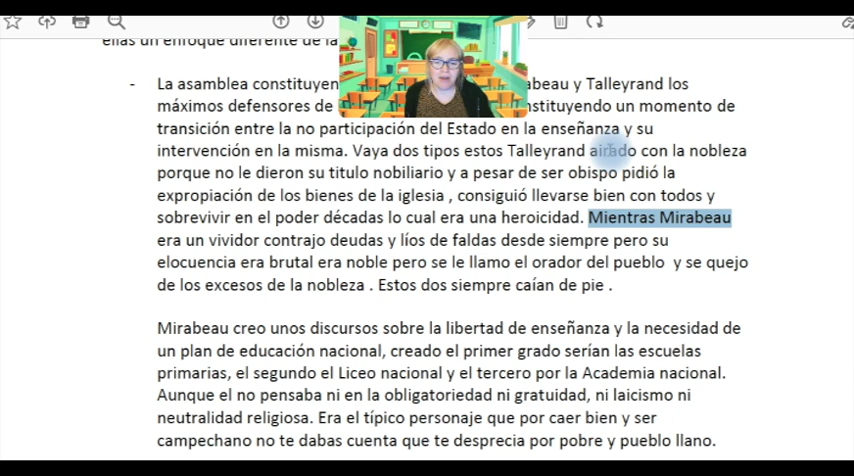 ellas un enfoque diferente de la
- La asamblea constituyen abeau y Talleyrand los
máximos defensores de nstituyendo un momento de
transición entre la no participación del Estado en la enseñanza y su
intervención en la misma. Vaya dos tipos estos Talleyrand airado con la nobleza
porque no le dieron su titulo nobiliario y a pesar de ser obispo pidió la
expropiación de los bienes de la iglesia , consiguió llevarse bien con todos y
sobrevivir en el poder décadas lo cual era una heroicidad. Mientras Mirabeau
era un vividor contrajo deudas y líos de faldas desde siempre pero su
elocuencia era brutal era noble pero se le llamo el orador del pueblo y se quejo
de los excesos de la nobleza . Estos dos siempre caían de pie .
Mirabeau creo unos discursos sobre la libertad de enseñanza y la necesidad de
un plan de educación nacional, creado el primer grado serían las escuelas
primarias, el segundo el Liceo nacional y el tercero por la Academia nacional.
Aunque el no pensaba ni en la obligatoriedad ni gratuidad, ni laicismo ni
neutralidad religiosa. Era el típico personaje que por caer bien y ser
campechano no te dabas cuenta que te desprecia por pobre y pueblo llano.